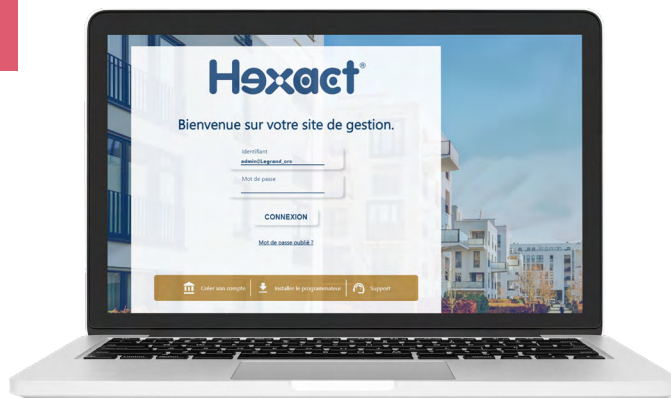 Hexact®
Bienvenue sur votre site de gestion.
Identifiant
admin@Legrand_oro
Mot de passe
CONNEXION
Mot de passe oublié ?
Créer son compte
Installer le programmateur
Support